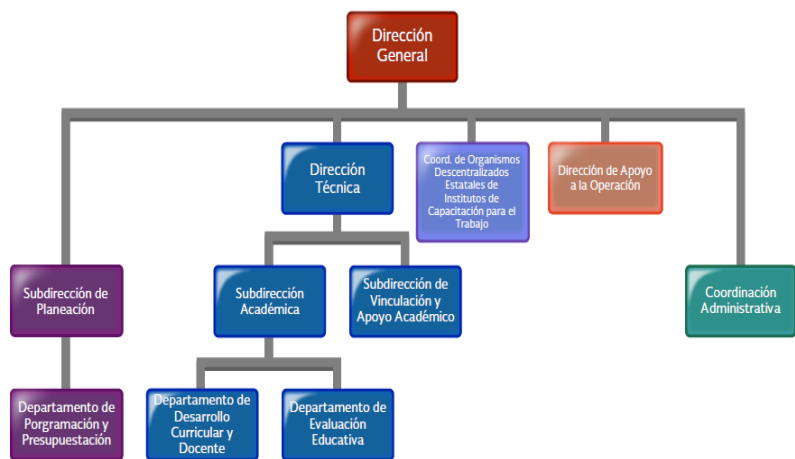 Dirección
General
Dirección
Técnica
Coord. de Organismos
Descentralizados
Estatales de
Institutos de
Capacitación para el
Trabajo
Dirección de Apoyo
a la Operación
Subdirección de
Planeación
Subdirección
Académica
Subdirección de
Vinculación y
Apoyo Académico
Coordinación
Administrativa
Departamento de
Porgramación y
Presupuestación
Departamento de
Desarrollo
Curricular y
Docente
Departamento de
Evaluación
Educativa